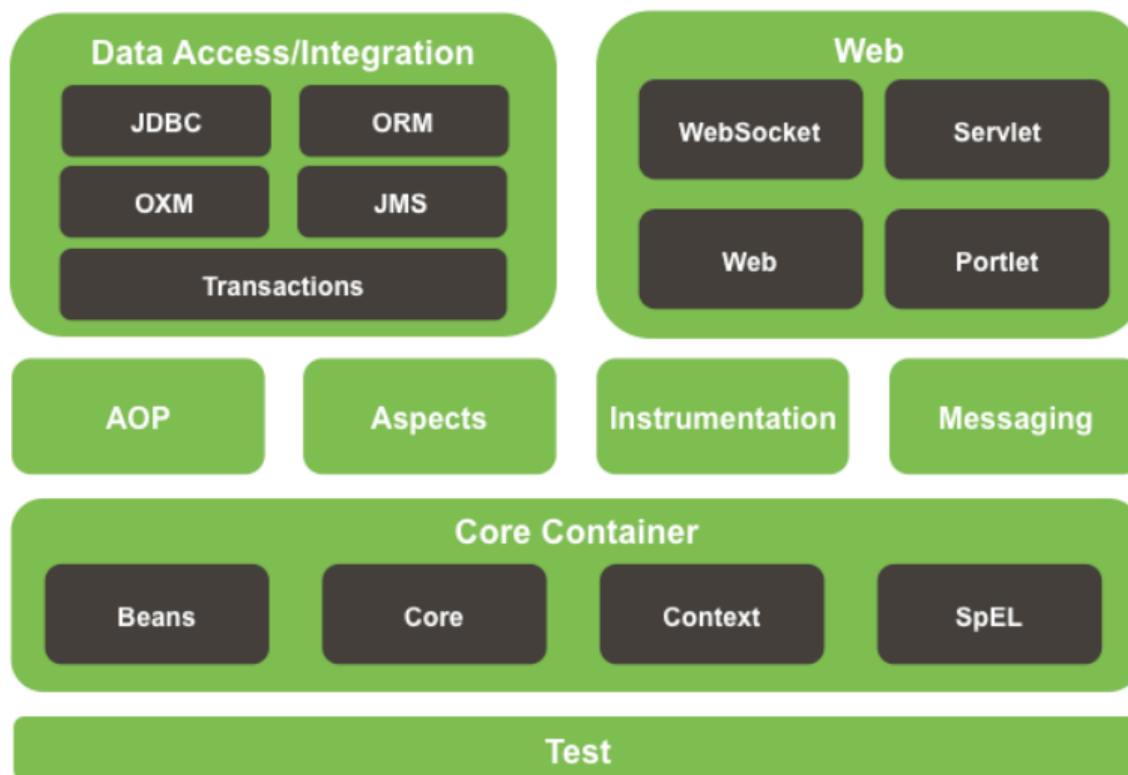 Data Access/Integration
JDBC
ORM
OXM
JMS
Transactions
Web
WebSocket
Servlet
Web
Portlet
AOP
Aspects
Instrumentation
Messaging
Core Container
Beans
Core
Context
SpEL
Test